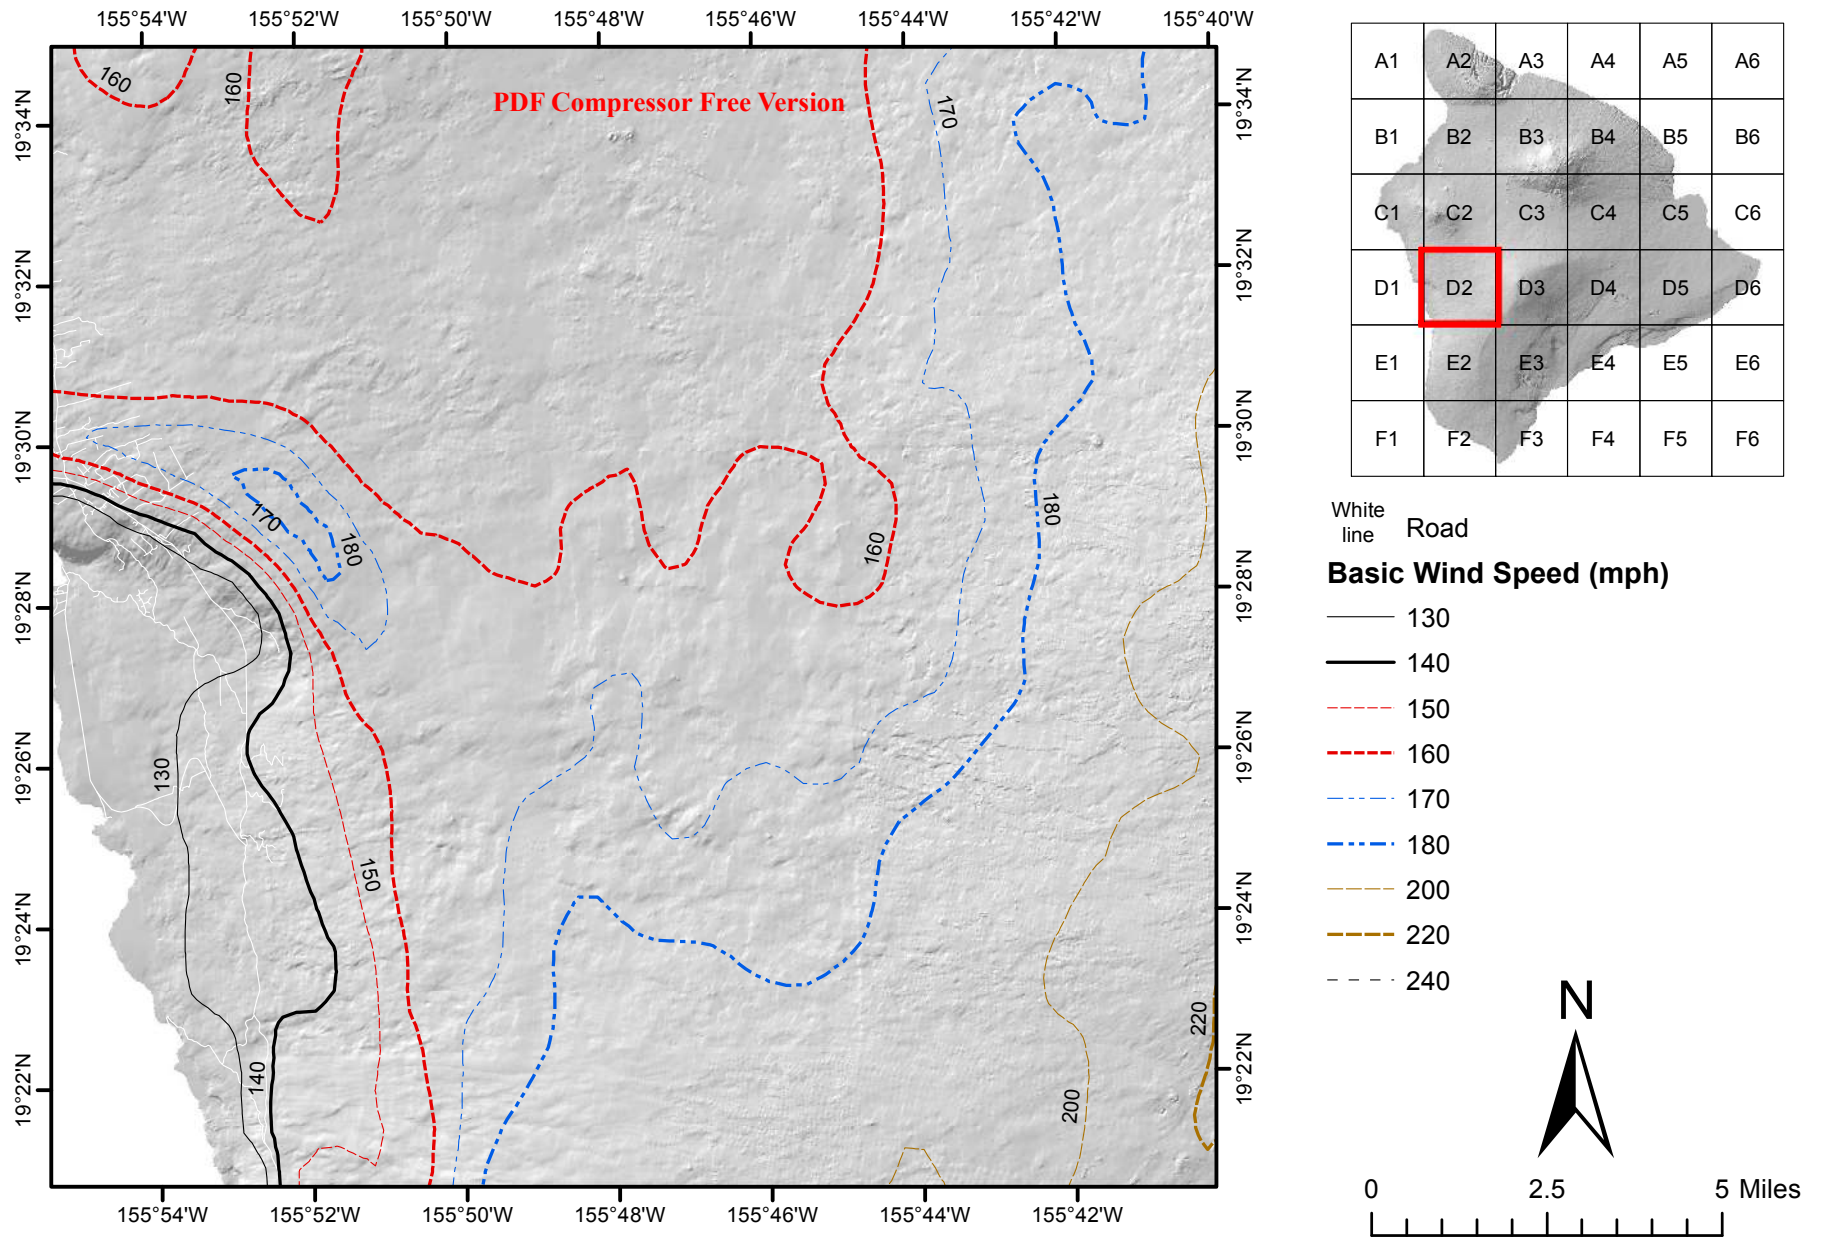 155°54'W 155°52'W 155°50'W 155°48'W 155°46'W 155°44'W 155°42'W 155°40'W
PDF Compressor Free Version
19°34'N
19°32'N
19°30'N
19°28'N
19°26'N
19°24'N
19°22'N
160
160
170
170
180
160
180
130
150
140
200
220
19°34'N
19°32'N
19°30'N
19°28'N
19°26'N
19°24'N
19°22'N
155°54'W 155°52'W 155°50'W 155°48'W 155°46'W 155°44'W 155°42'W
A1 A2 A3 A4 A5 A6
B1 B2 B3 B4 B5 B6
C1 C2 C3 C4 C5 C6
D1 D2 D3 D4 D5 D6
E1 E2 E3 E4 E5 E6
F1 F2 F3 F4 F5 F6
White
line Road
Basic Wind Speed (mph)
130
140
150
160
170
180
200
220
240
N
0 2.5 5 Miles